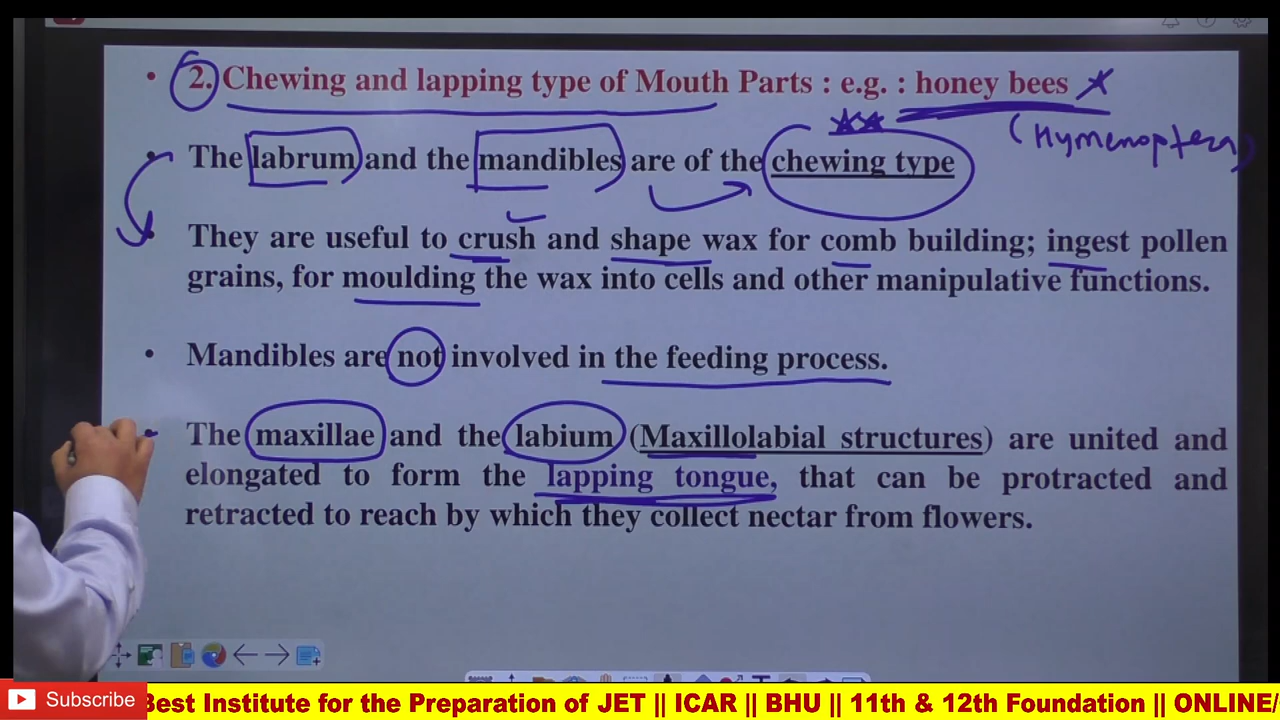 • 2. Chewing and lapping type of Mouth Parts : e.g. : honey bees
(Hymenoptera)
• The labrum and the mandibles are of the chewing type
• They are useful to crush and shape wax for comb building; ingest pollen
grains, for moulding the wax into cells and other manipulative functions.
• Mandibles are not involved in the feeding process.
• The maxillae and the labium (Maxillolabial structures) are united and
elongated to form the lapping tongue, that can be protracted and
retracted to reach by which they collect nectar from flowers.
Subscribe Best Institute for the Preparation of JET || ICAR || BHU || 11th & 12th Foundation || ONLINE/